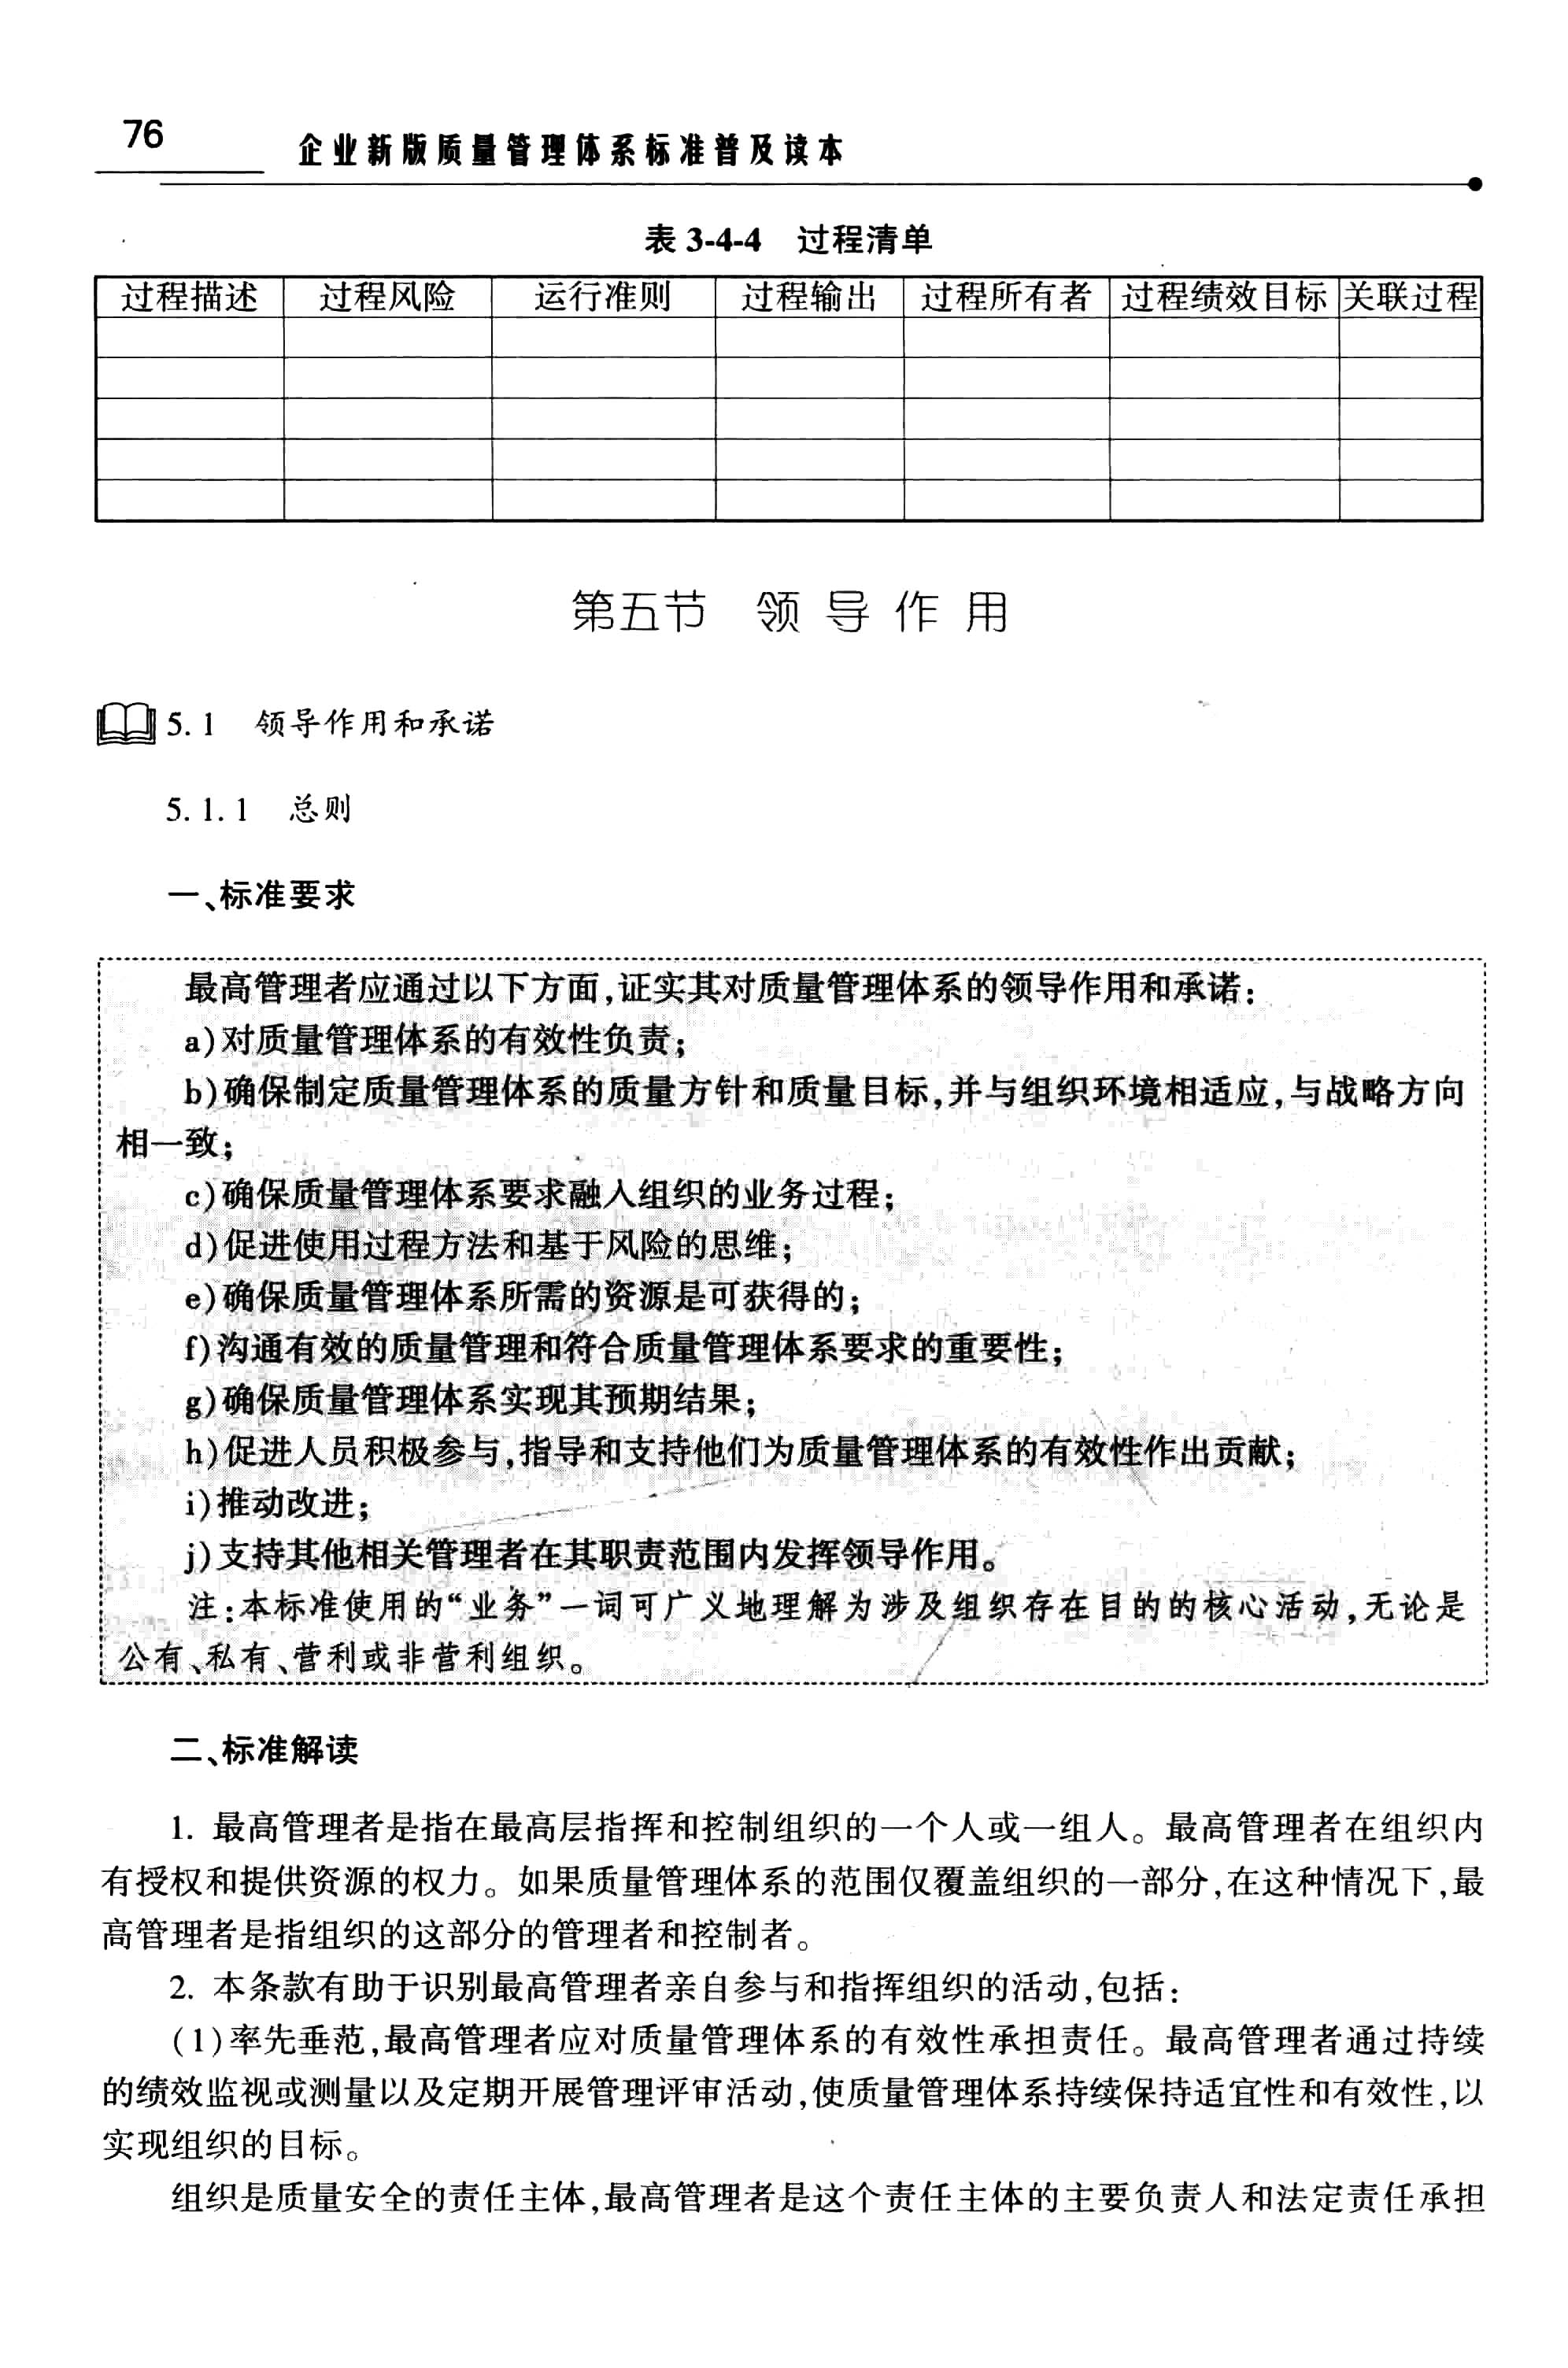 76
企业新版质量管理体系标准普及读本
表 3-4-4 过程清单
过程描述 过程风险 运行准则 过程输出 过程所有者 过程绩效目标 关联过程
第五节 领导作用
5.1 领导作用和承诺
5.1.1 总则
一、标准要求
最高管理者应通过以下方面,证实其对质量管理体系的领导作用和承诺:
a)对质量管理体系的有效性负责;
b)确保制定质量管理体系的质量方针和质量目标,并与组织环境相适应,与战略方向
相一致;
c)确保质量管理体系要求融入组织的业务过程;
d)促进使用过程方法和基于风险的思维;
e)确保质量管理体系所需的资源是可获得的;
f)沟通有效的质量管理和符合质量管理体系要求的重要性;
g)确保质量管理体系实现其预期结果;
h)促进人员积极参与,指导和支持他们为质量管理体系的有效性作出贡献;
i)推动改进;
j)支持其他相关管理者在其职责范围内发挥领导作用。
注:本标准使用的“业务”一词可广义地理解为涉及组织存在目的的核心活动,无论是
公有、私有、营利或非营利组织。
二、标准解读
1. 最高管理者是指在最高层指挥和控制组织的一个人或一组人。最高管理者在组织内
有授权和提供资源的权力。如果质量管理体系的范围仅覆盖组织的一部分,在这种情况下,最
高管理者是指组织的这部分的管理者和控制者。
2. 本条款有助于识别最高管理者亲自参与和指挥组织的活动,包括:
(1)率先垂范,最高管理者应对质量管理体系的有效性承担责任。最高管理者通过持续
的绩效监视或测量以及定期开展管理评审活动,使质量管理体系持续保持适宜性和有效性,以
实现组织的目标。
组织是质量安全的责任主体,最高管理者是这个责任主体的主要负责人和法定责任承担